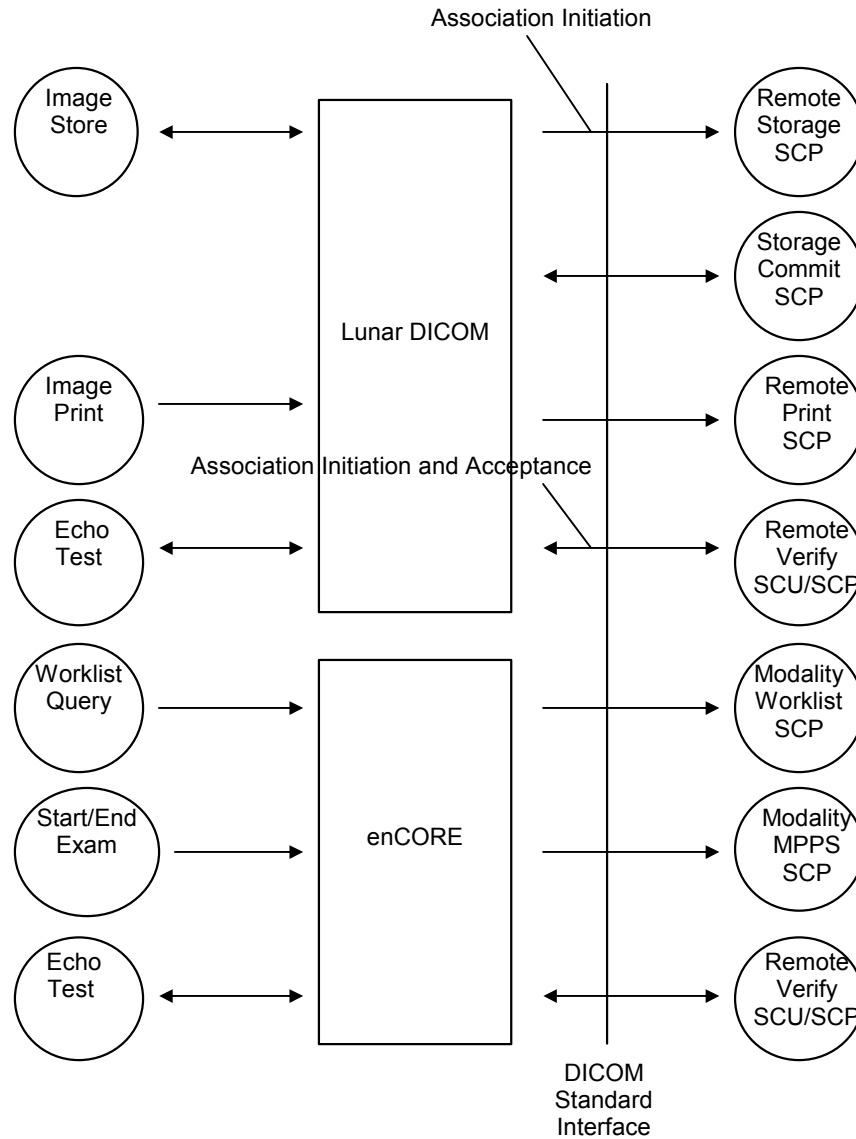 Association Initiation
Image
Store
Remote
Storage
SCP
Storage
Commit
SCP
Lunar DICOM
Image
Print
Remote
Print
SCP
Association Initiation and Acceptance
Echo
Test
Remote
Verify
SCU/SCP
Worklist
Query
Modality
Worklist
SCP
Start/End
Exam
enCORE
Modality
MPPS
SCP
Echo
Test
Remote
Verify
SCU/SCP
DICOM
Standard
Interface